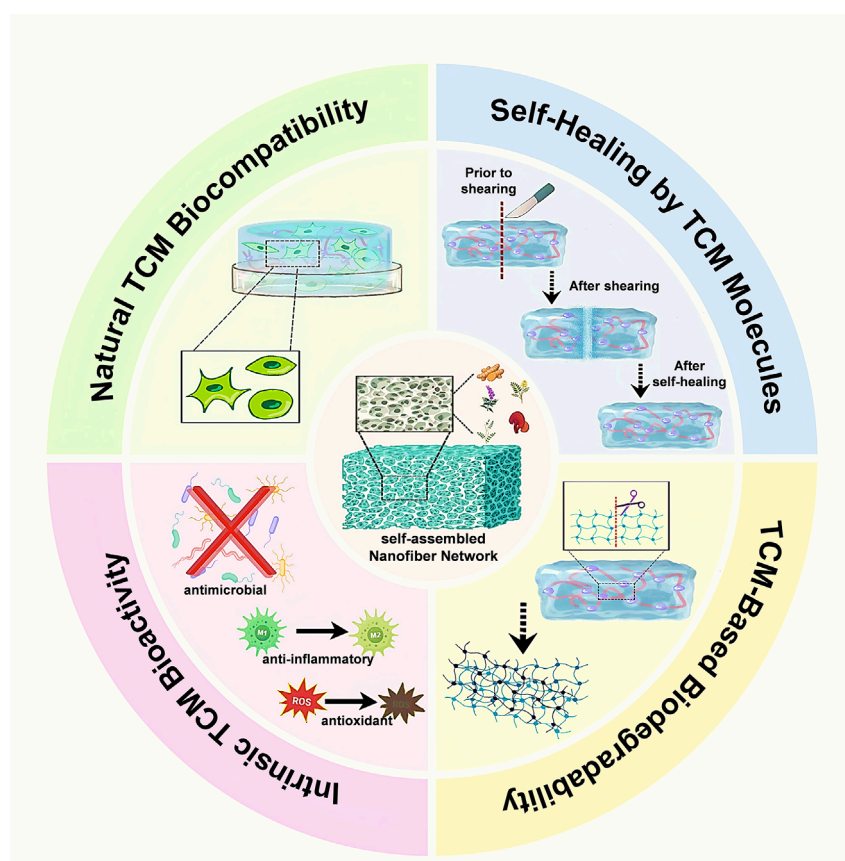 Natural TCM Biocompatibility
Self-Healing by TCM Molecules
Prior to
shearing
After shearing
After
self-healing
self-assembled
Nanofiber Network
antimicrobial
M1
M2
anti-inflammatory
ROS
ROS
antioxidant
Intrinsic TCM Bioactivity
TCM-Based Biodegradability